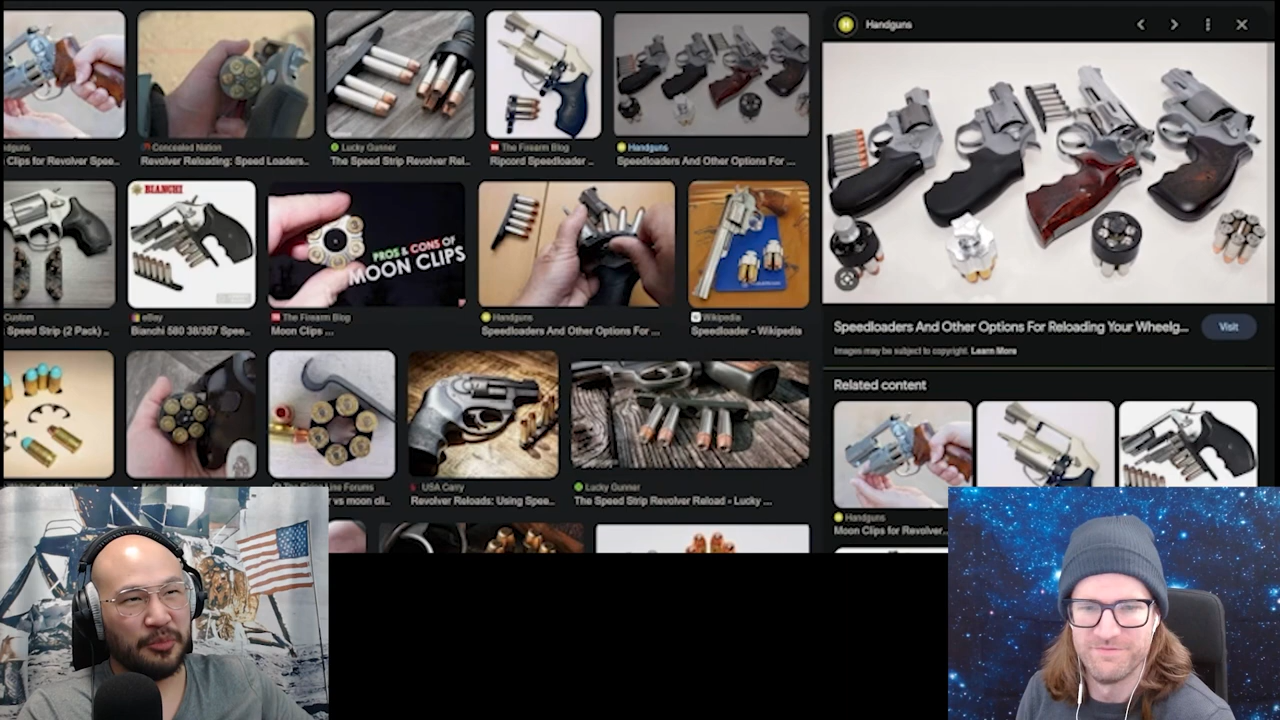 Concealed Nation
Lucky Gunner
The Firearm Blog
Handguns
Clips for Revolver Spee...
Revolver Reloading: Speed Loaders...
The Speed Strip Revolver Rel...
Ripcord Speedloader ...
Speedloaders And Other Options For ...
BIANCHI
PROS & CONS OF
MOON CLIPS
Custom
eBay
The Firearm Blog
Handguns
Wikipedia
Speed Strip (2 Pack) ..
Bianchi 580 38/357 Spee..
Moon Clips ...
Speedloaders And Other Options For ...
Speedloader - Wikipedia
USA Carry
Lucky Gunner
vs moon cli..
Revolver Reloads: Using Spee..
The Speed Strip Revolver Reload - Lucky ...
Handguns
Speedloaders And Other Options For Reloading Your Wheelg...
Visit
Images may be subject to copyright. Learn More
Related content
Handguns
Moon Clips for Revolver...